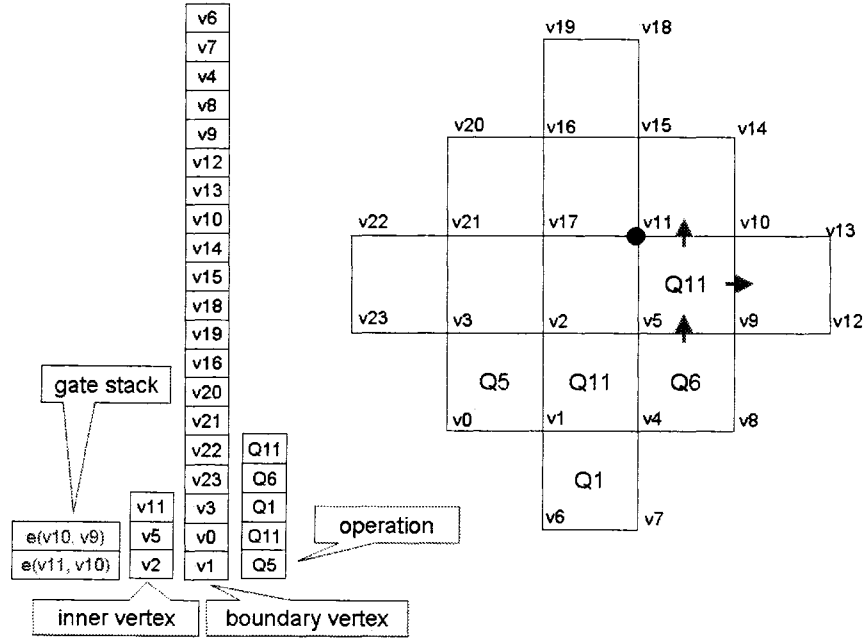 v6
v7
v4
v8
v9
v12
v13
v10
v14
v15
v18
v19
v16
v20
v21
v22
v23
v3
v0
v1
gate stack
e(v10, v9)
e(v11, v10)
v11
v5
v2
Q11
Q6
Q1
Q11
Q5
operation
inner vertex
boundary vertex
v19 v18
v20 v16 v15 v14
v22 v21 v17 v11 v10 v13
Q11
v23 v3 v2 v5 v9 v12
Q5 Q11 Q6
v0 v1 v4 v8
Q1
v6 v7